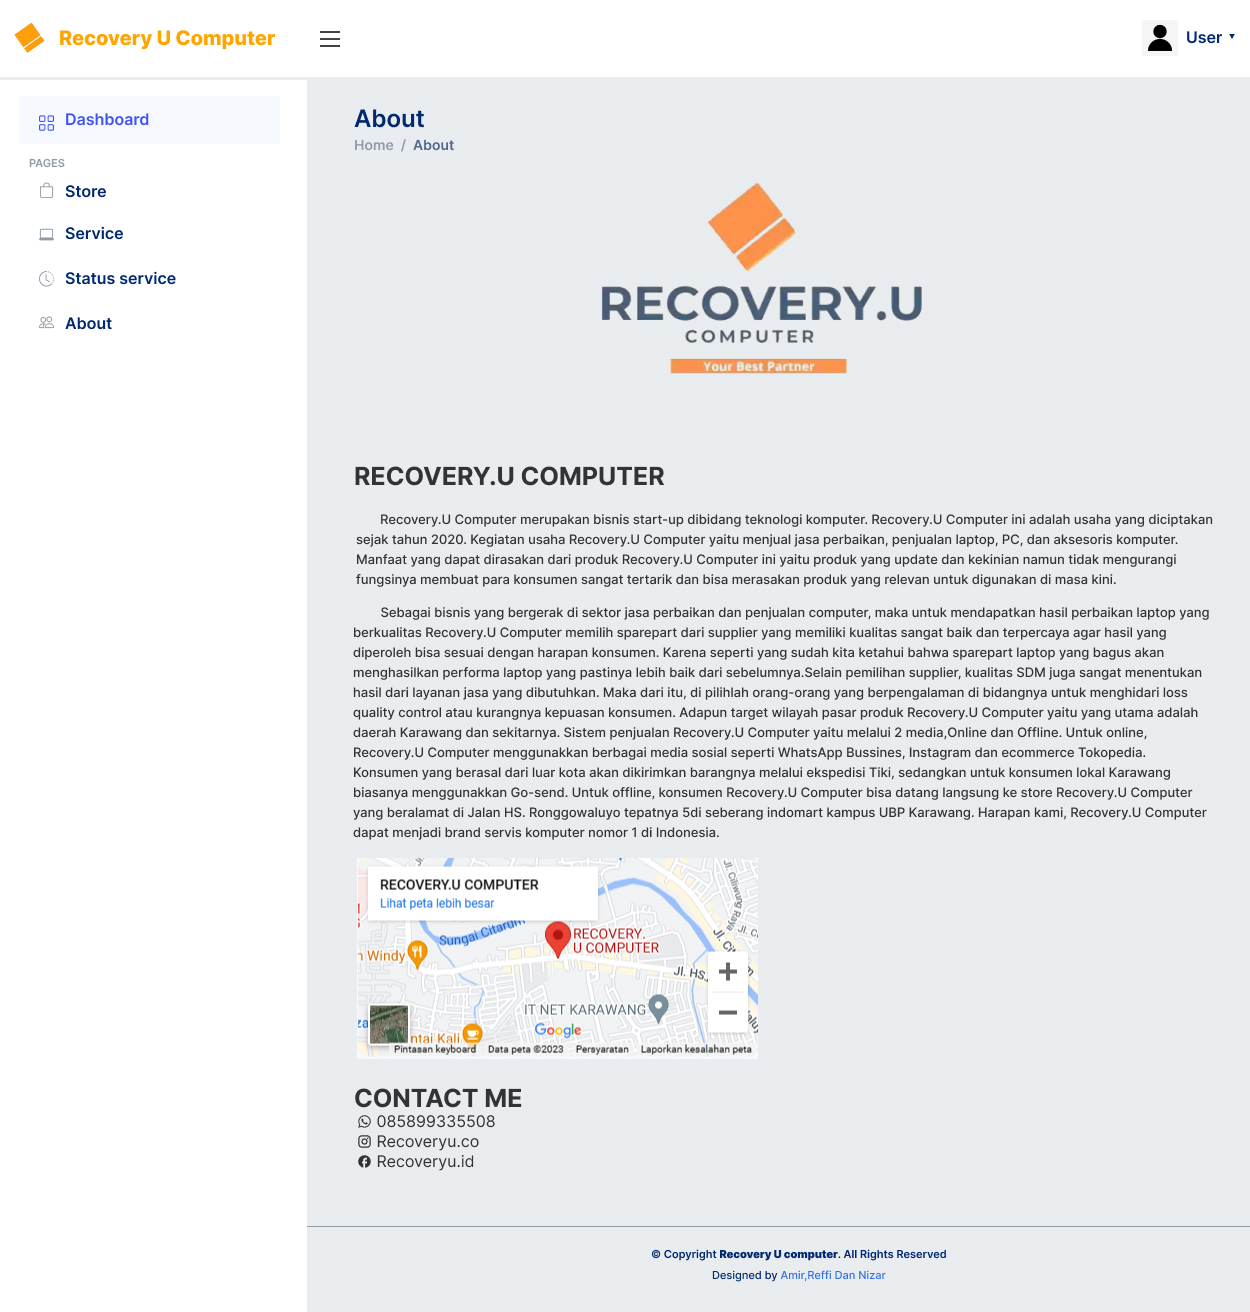 Recovery U Computer
User
Dashboard
PAGES
Store
Service
Status service
About
About
Home / About
RECOVERY.U
COMPUTER
Your Best Partner
RECOVERY.U COMPUTER
Recovery.U Computer merupakan bisnis start-up dibidang teknologi komputer. Recovery.U Computer ini adalah usaha yang diciptakan
sejak tahun 2020. Kegiatan usaha Recovery.U Computer yaitu menjual jasa perbaikan, penjualan laptop, PC, dan aksesoris komputer.
Manfaat yang dapat dirasakan dari produk Recovery.U Computer ini yaitu produk yang update dan kekinian namun tidak mengurangi
fungsinya membuat para konsumen sangat tertarik dan bisa merasakan produk yang relevan untuk digunakan di masa kini.
Sebagai bisnis yang bergerak di sektor jasa perbaikan dan penjualan computer, maka untuk mendapatkan hasil perbaikan laptop yang
berkualitas Recovery.U Computer memilih sparepart dari supplier yang memiliki kualitas sangat baik dan terpercaya agar hasil yang
diperoleh bisa sesuai dengan harapan konsumen. Karena seperti yang sudah kita ketahui bahwa sparepart laptop yang bagus akan
menghasilkan performa laptop yang pastinya lebih baik dari sebelumnya.Selain pemilihan supplier, kualitas SDM juga sangat menentukan
hasil dari layanan jasa yang dibutuhkan. Maka dari itu, di pilihlah orang-orang yang berpengalaman di bidangnya untuk menghidari loss
quality control atau kurangnya kepuasan konsumen. Adapun target wilayah pasar produk Recovery.U Computer yaitu yang utama adalah
daerah Karawang dan sekitarnya. Sistem penjualan Recovery.U Computer yaitu melalui 2 media,Online dan Offline. Untuk online,
Recovery.U Computer menggunakkan berbagai media sosial seperti WhatsApp Bussines, Instagram dan ecommerce Tokopedia.
Konsumen yang berasal dari luar kota akan dikirimkan barangnya melalui ekspedisi Tiki, sedangkan untuk konsumen lokal Karawang
biasanya menggunakkan Go-send. Untuk offline, konsumen Recovery.U Computer bisa datang langsung ke store Recovery.U Computer
yang beralamat di Jalan HS. Ronggowaluyo tepatnya 5di seberang indomart kampus UBP Karawang. Harapan kami, Recovery.U Computer
dapat menjadi brand servis komputer nomor 1 di Indonesia.
RECOVERY.U COMPUTER
Lihat peta lebih besar
Jl. Ciliwung Raya
Sungai Citarum
RECOVERY.
U COMPUTER
n Windy
Jl. HS.
IT NET KARAWANG
ntai Kali
Google
Pintasan keyboard Data peta ©2023 Persyaratan Laporkan kesalahan peta
CONTACT ME
085899335508
Recoveryu.co
Recoveryu.id
© Copyright Recovery U computer. All Rights Reserved
Designed by Amir,Reffi Dan Nizar